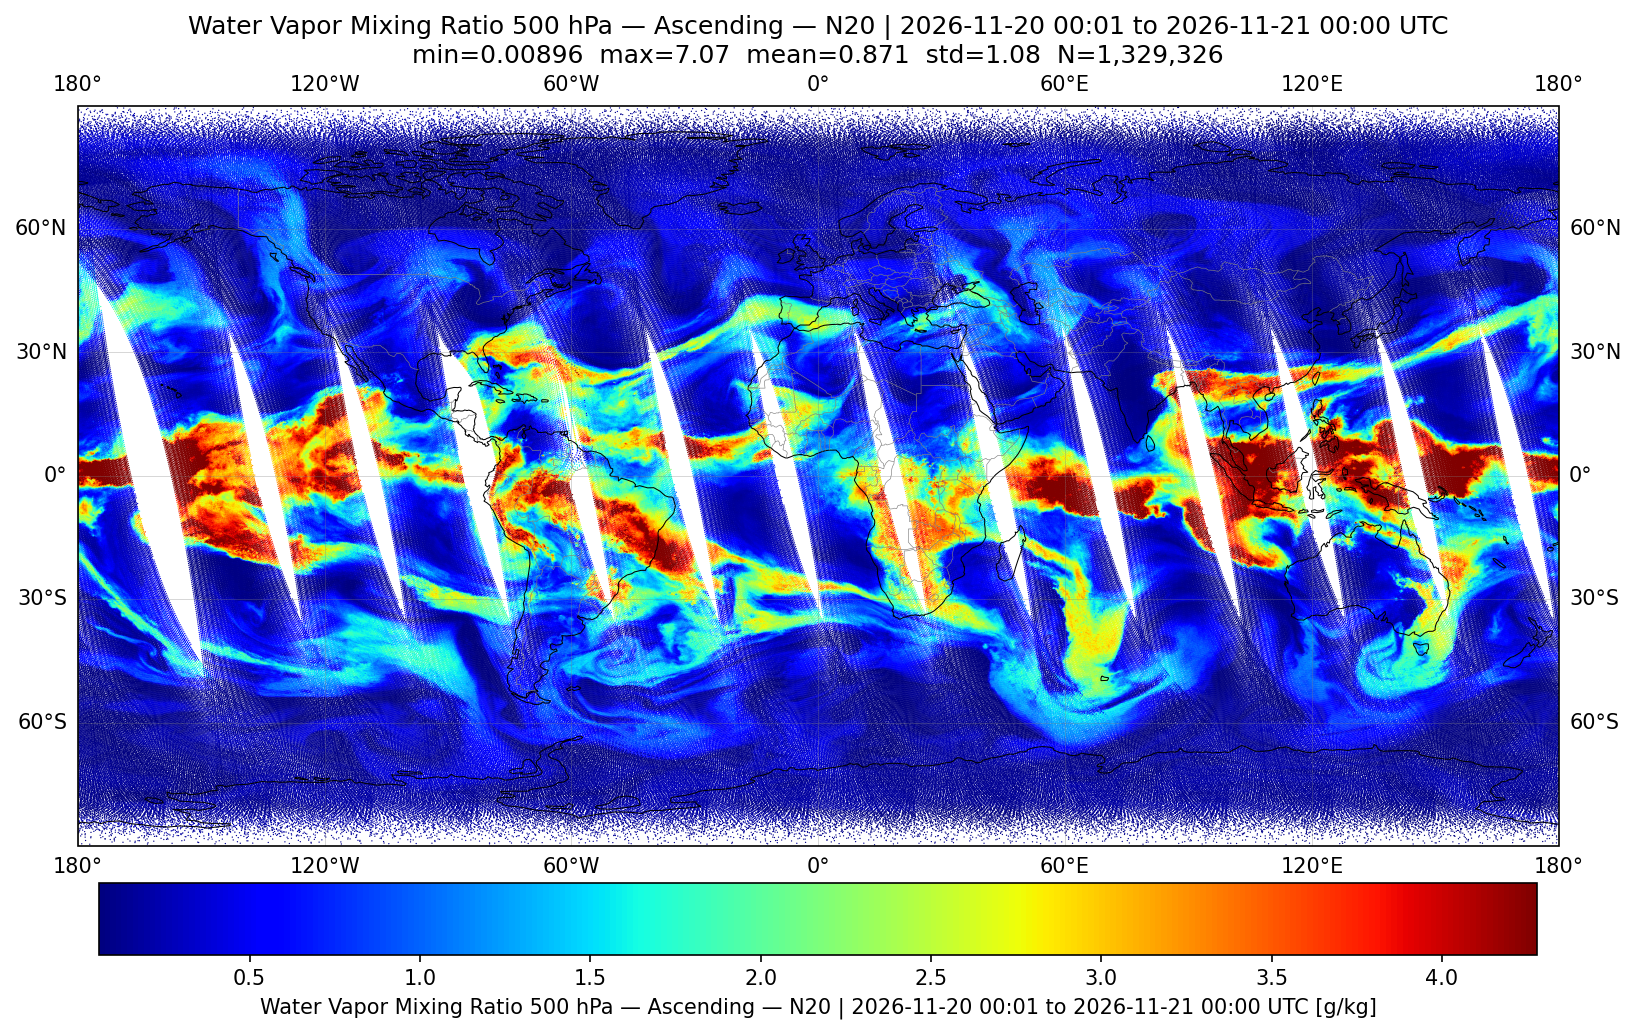 Water Vapor Mixing Ratio 500 hPa — Ascending — N20 | 2026-11-20 00:01 to 2026-11-21 00:00 UTC
min=0.00896 max=7.07 mean=0.871 std=1.08 N=1,329,326
180° 120°W 60°W 0° 60°E 120°E 180°
60°N 60°N
30°N 30°N
0° 0°
30°S 30°S
60°S 60°S
180° 120°W 60°W 0° 60°E 120°E 180°
0.5 1.0 1.5 2.0 2.5 3.0 3.5 4.0
Water Vapor Mixing Ratio 500 hPa — Ascending — N20 | 2026-11-20 00:01 to 2026-11-21 00:00 UTC [g/kg]